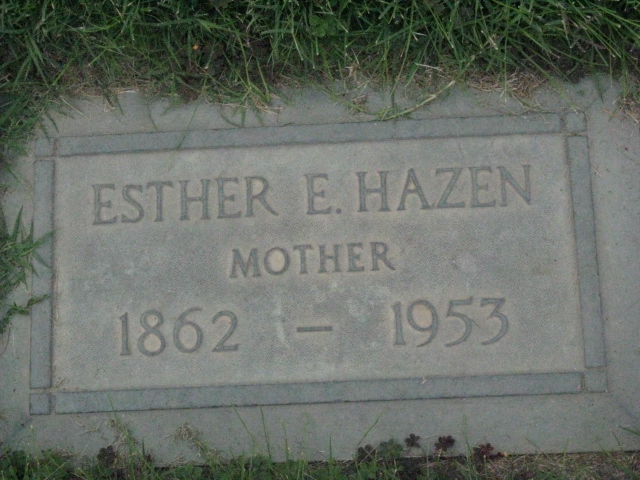 ESTHER E. HAZEN
MOTHER
1862 — 1953